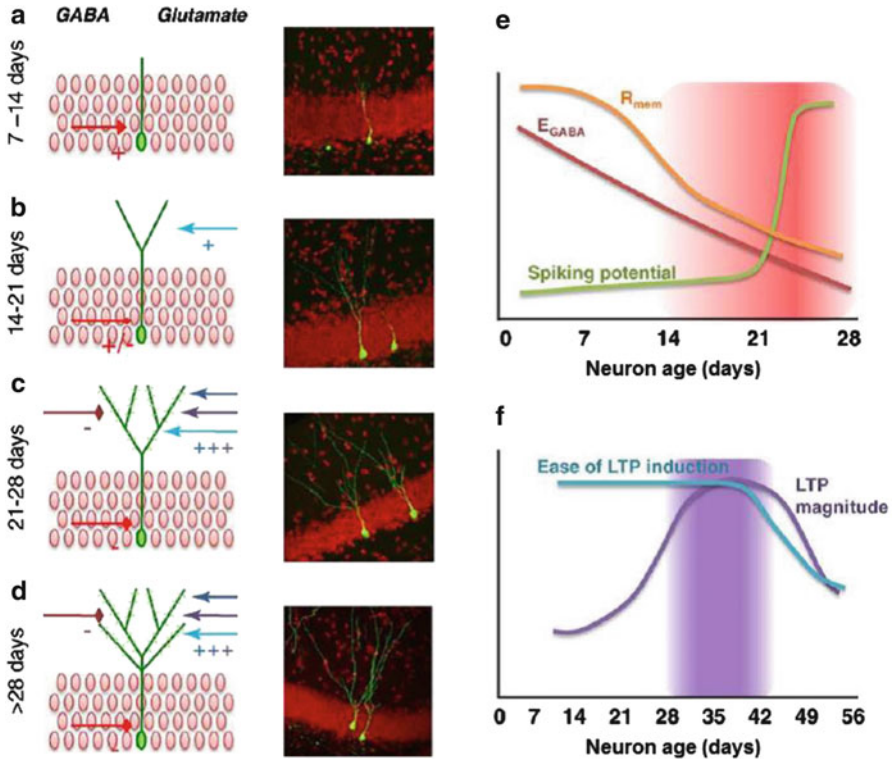 a
GABA Glutamate
7 –14 days
+
b
14-21 days
+
+/-
c
21-28 days
-
+++
-
d
>28 days
-
+++
-
e
Rmem
EGABA
Spiking potential
0 7 14 21 28
Neuron age (days)
f
Ease of LTP induction
LTP
magnitude
0 7 14 21 28 35 42 49 56
Neuron age (days)